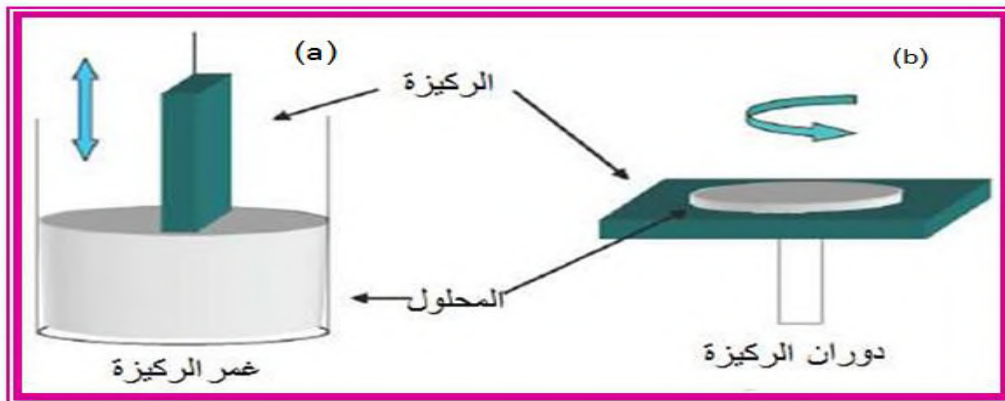 (a)
(b)
الركيزة
المحلول
غمر الركيزة
دوران الركيزة